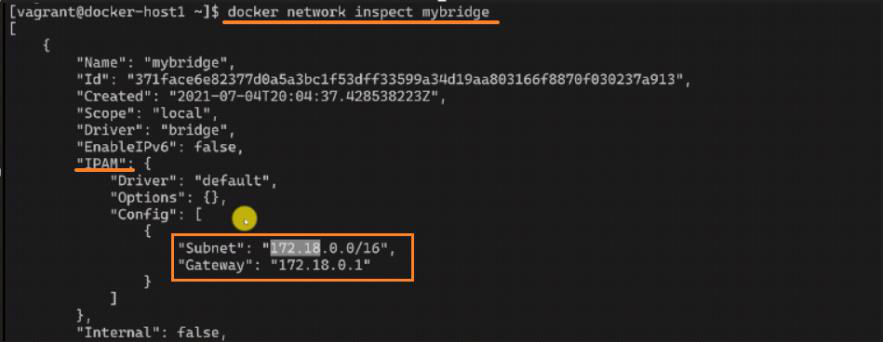 [vagrant@docker-host1 ~]$ docker network inspect mybridge
[
    {
        "Name": "mybridge",
        "Id": "371face6e82377d0a5a3bc1f53dff33599a34d19aa803166f8870f030237a913",
        "Created": "2021-07-04T20:04:37.428538223Z",
        "Scope": "local",
        "Driver": "bridge",
        "EnableIPv6": false,
        "IPAM": {
            "Driver": "default",
            "Options": {},
            "Config": [
                {
                    "Subnet": "172.18.0.0/16",
                    "Gateway": "172.18.0.1"
                }
            ]
        },
        "Internal": false,